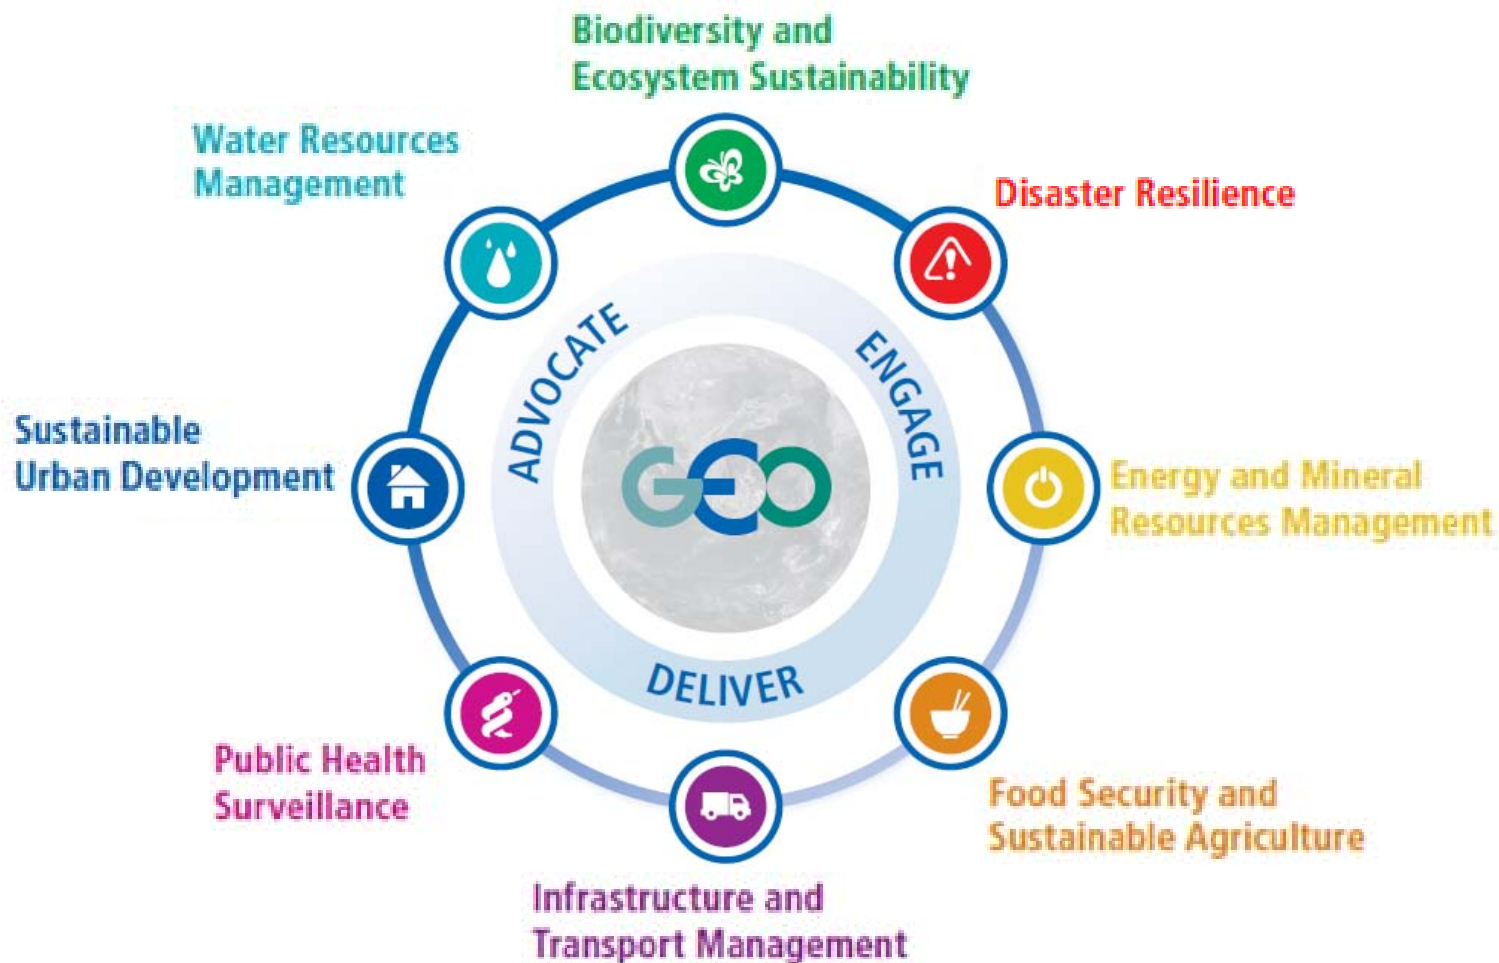 Biodiversity and
Ecosystem Sustainability
Water Resources
Management
Disaster Resilience
ADVOCATE
ENGAGE
Sustainable
Urban Development
GEO
Energy and Mineral
Resources Management
DELIVER
Public Health
Surveillance
Food Security and
Sustainable Agriculture
Infrastructure and
Transport Management